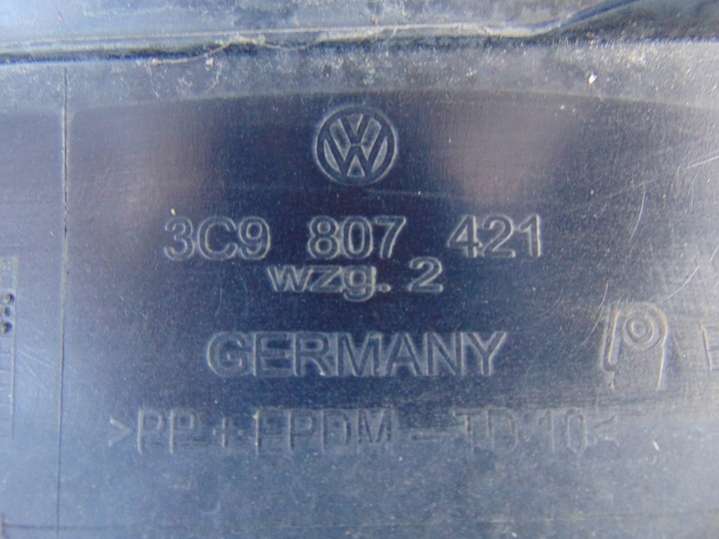 3C9 807 421
wzg. 2
GERMANY
>PP+EPDM-TD10<